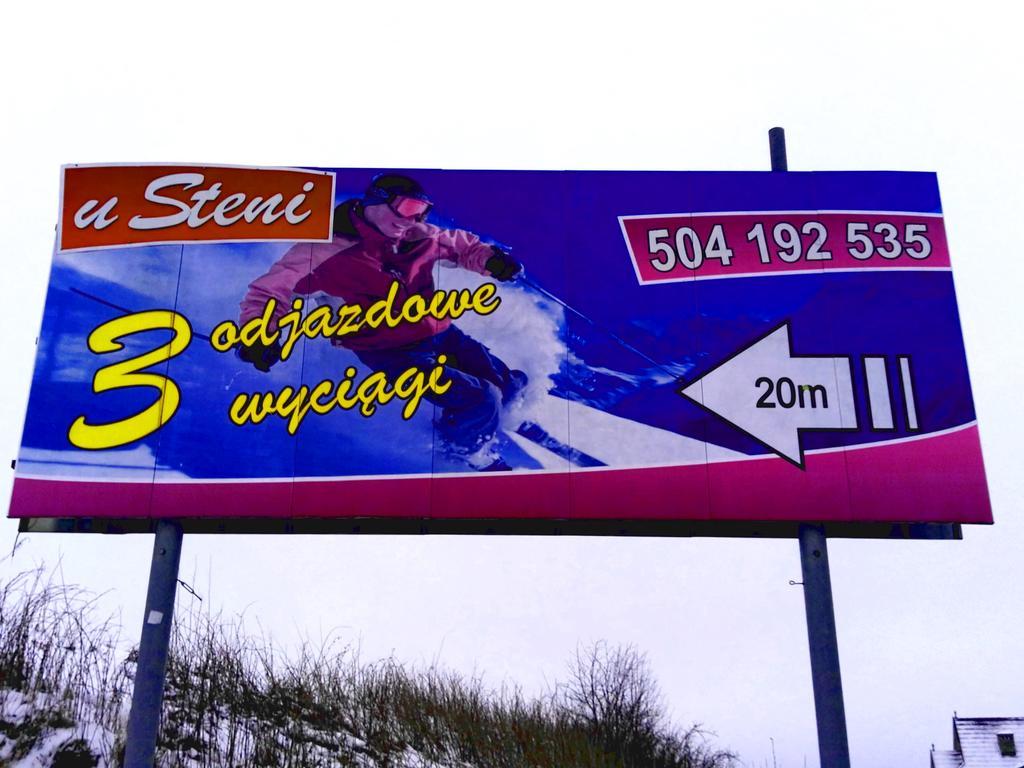 u Steni
504 192 535
3 odjazdowe
wyciągi
20m